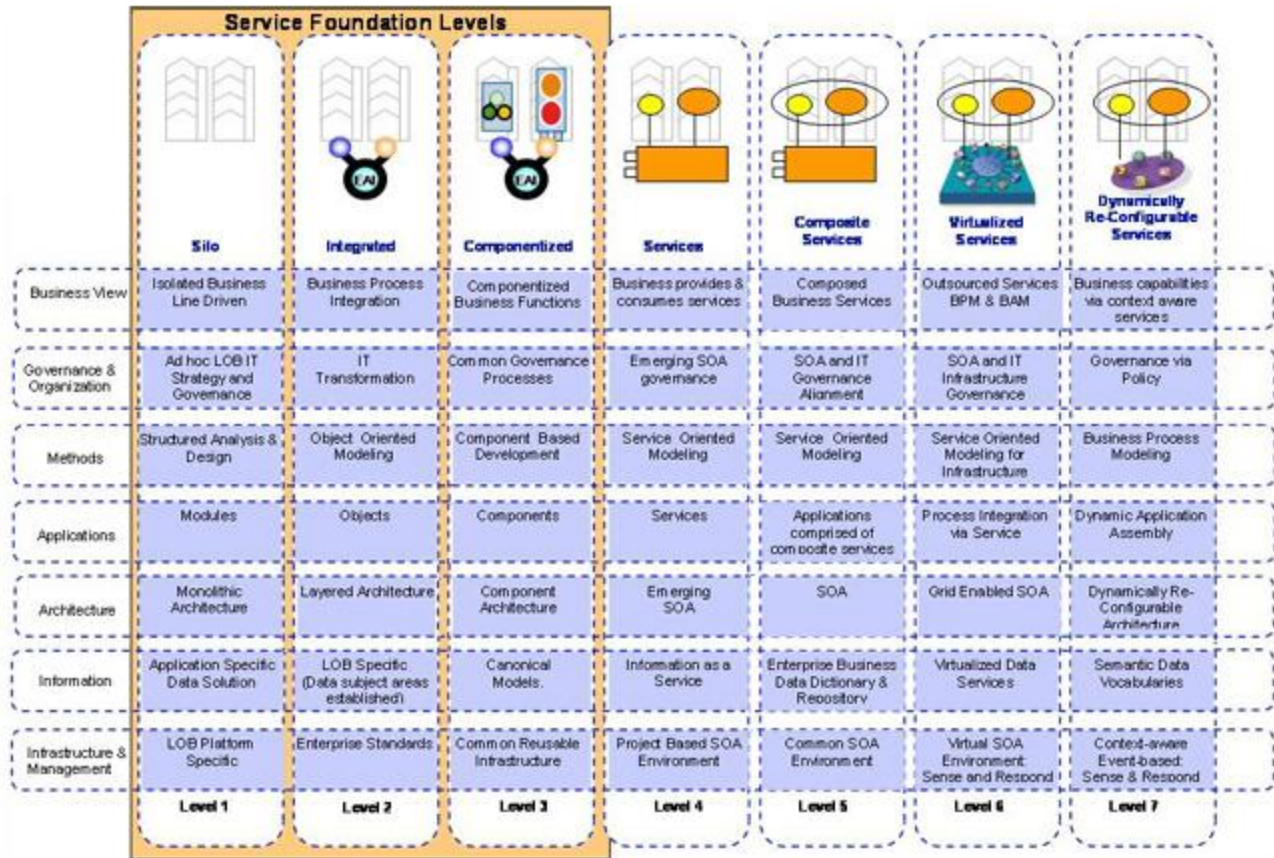 Service Foundation Levels
EAI
EAI
Silo
Integrated
Componentized
Services
Composite
Services
Virtualized
Services
Dynamically
Re-Configurable
Services
Business View
Isolated Business
Line Driven
Business Process
Integration
Componentized
Business Functions
Business provides &
consumes services
Composed
Business Services
Outsourced Services
BPM & BAM
Business capabilities
via context aware
services
Governance &
Organization
Ad hoc LOB IT
Strategy and
Governance
IT
Transformation
Common Governance
Processes
Emerging SOA
governance
SOA and IT
Governance
Alignment
SOA and IT
Infrastructure
Governance
Governance via
Policy
Methods
Structured Analysis &
Design
Object Oriented
Modeling
Component Based
Development
Service Oriented
Modeling
Service Oriented
Modeling
Service Oriented
Modeling for
Infrastructure
Business Process
Modeling
Applications
Modules
Objects
Components
Services
Applications
comprised of
composite services
Process Integration
via Service
Dynamic Application
Assembly
Architecture
Monolithic
Architecture
Layered Architecture
Component
Architecture
Emerging
SOA
SOA
Grid Enabled SOA
Dynamically Re-
Configurable
Architecture
Information
Application Specific
Data Solution
LOB Specific
(Data subject areas
established)
Canonical
Models.
Information as a
Service
Enterprise Business
Data Dictionary &
Repository
Virtualized Data
Services
Semantic Data
Vocabularies
Infrastructure &
Management
LOB Platform
Specific
Enterprise Standards
Common Reusable
Infrastructure
Project Based SOA
Environment
Common SOA
Environment
Virtual SOA
Environment:
Sense and Respond
Context-aware
Event-based:
Sense & Respond
Level 1
Level 2
Level 3
Level 4
Level 5
Level 6
Level 7